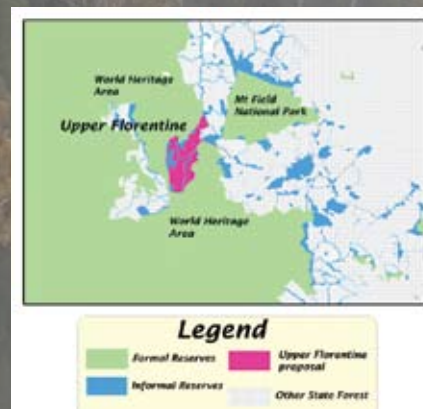 World Heritage
Area
Mt Field
National Park
Upper Florentine
World Heritage
Area
Legend
Formal Reserves
Upper Florentine
proposal
Informal Reserves
Other State Forest